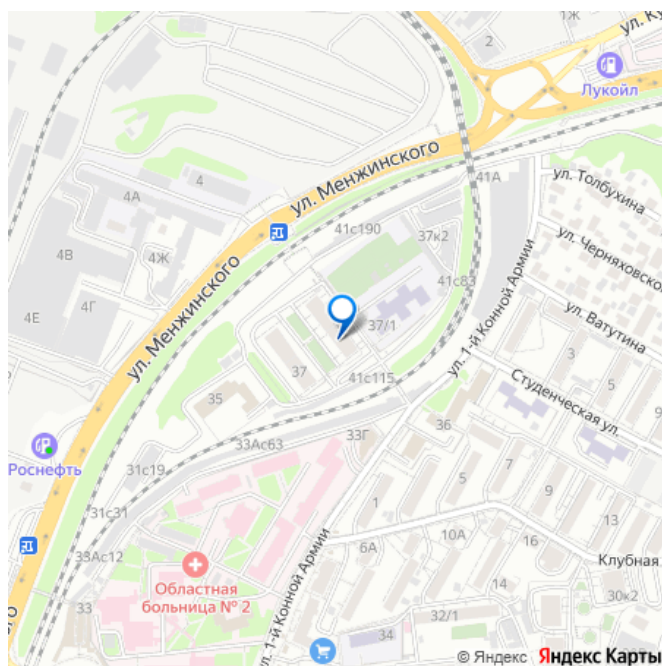 1Ж
2
ул. Ку
Лукойл
ул. Менжинского
41А
ул. Толбухина
4А
4
41с190
37к2
ул. Черняховског
4В
4Ж
41с83
ул. Менжинского
4Г
4Е
37/1
ул. 1-й Конной Армии
ул. Ватутина
3
5
37
41с115
Студенческая ул.
35
36
33Г
33Ас63
Роснефть
31с19
7
5
9
31с31
1
13
33Ас12
10А
6А
16
Клубная
Областная
больница № 2
14
30к2
33
32/1
34
ул. 1-й Конной Армии
© Яндекс Яндекс Карты